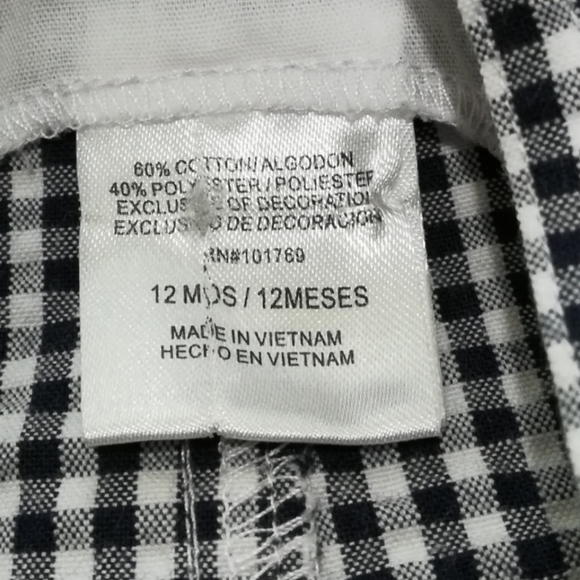 60% COTTON/ALGODON
40% POLYESTER/POLIESTER
EXCLUSIVE OF DECORATION
EXCLUSIVO DE DECORACION
RN#101769
12 MOS / 12MESES
MADE IN VIETNAM
HECHO EN VIETNAM